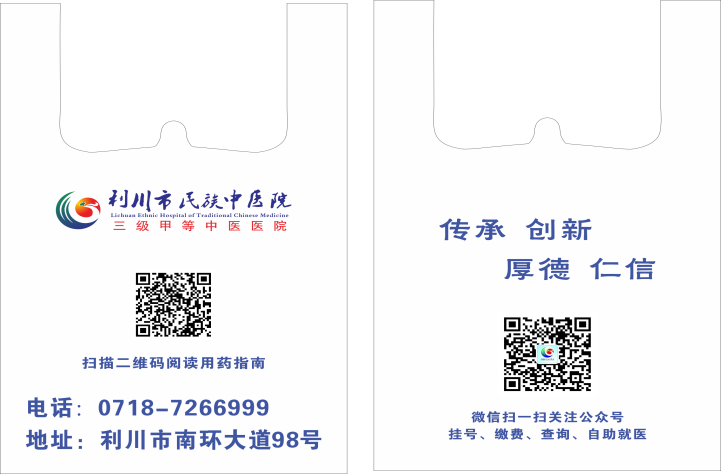 利川市民族中医院
Lichuan Ethnic Hospital of Traditional Chinese Medicine
三级甲等中医医院
扫描二维码阅读用药指南
电话：0718-7266999
地址：利川市南环大道98号
传承 创新
厚德 仁信
微信扫一扫关注公众号
挂号、缴费、查询、自助就医